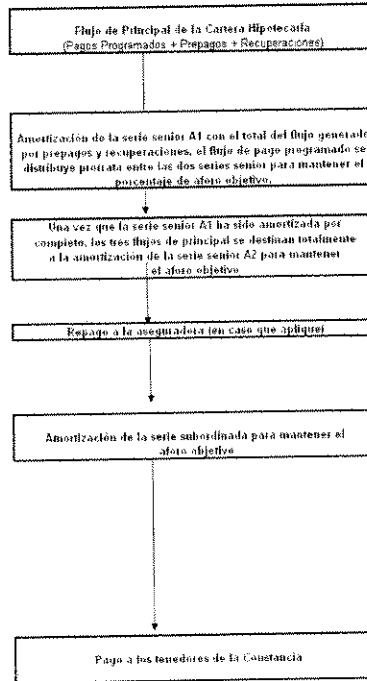 Flujo de Principal de la Cartera Hipotecaria
(Pagos Programados + Prepagos + Recuperaciones)
Amortización de la serie senior A1 con el total del flujo generado
por prepagos y recuperaciones, el flujo de pago programado se
distribuye prorrata entre las dos series senior para mantener el
porcentaje de aforo objetivo.
Una vez que la serie senior A1 ha sido amortizada por
completo, los tres flujos de principal se destinan totalmente
a la amortización de la serie senior A2 para mantener
el aforo objetivo
Repago a la aseguradora (en caso que aplique)
Amortización de la serie subordinada para mantener el
aforo objetivo
Pago a los tenedores de la Constancia